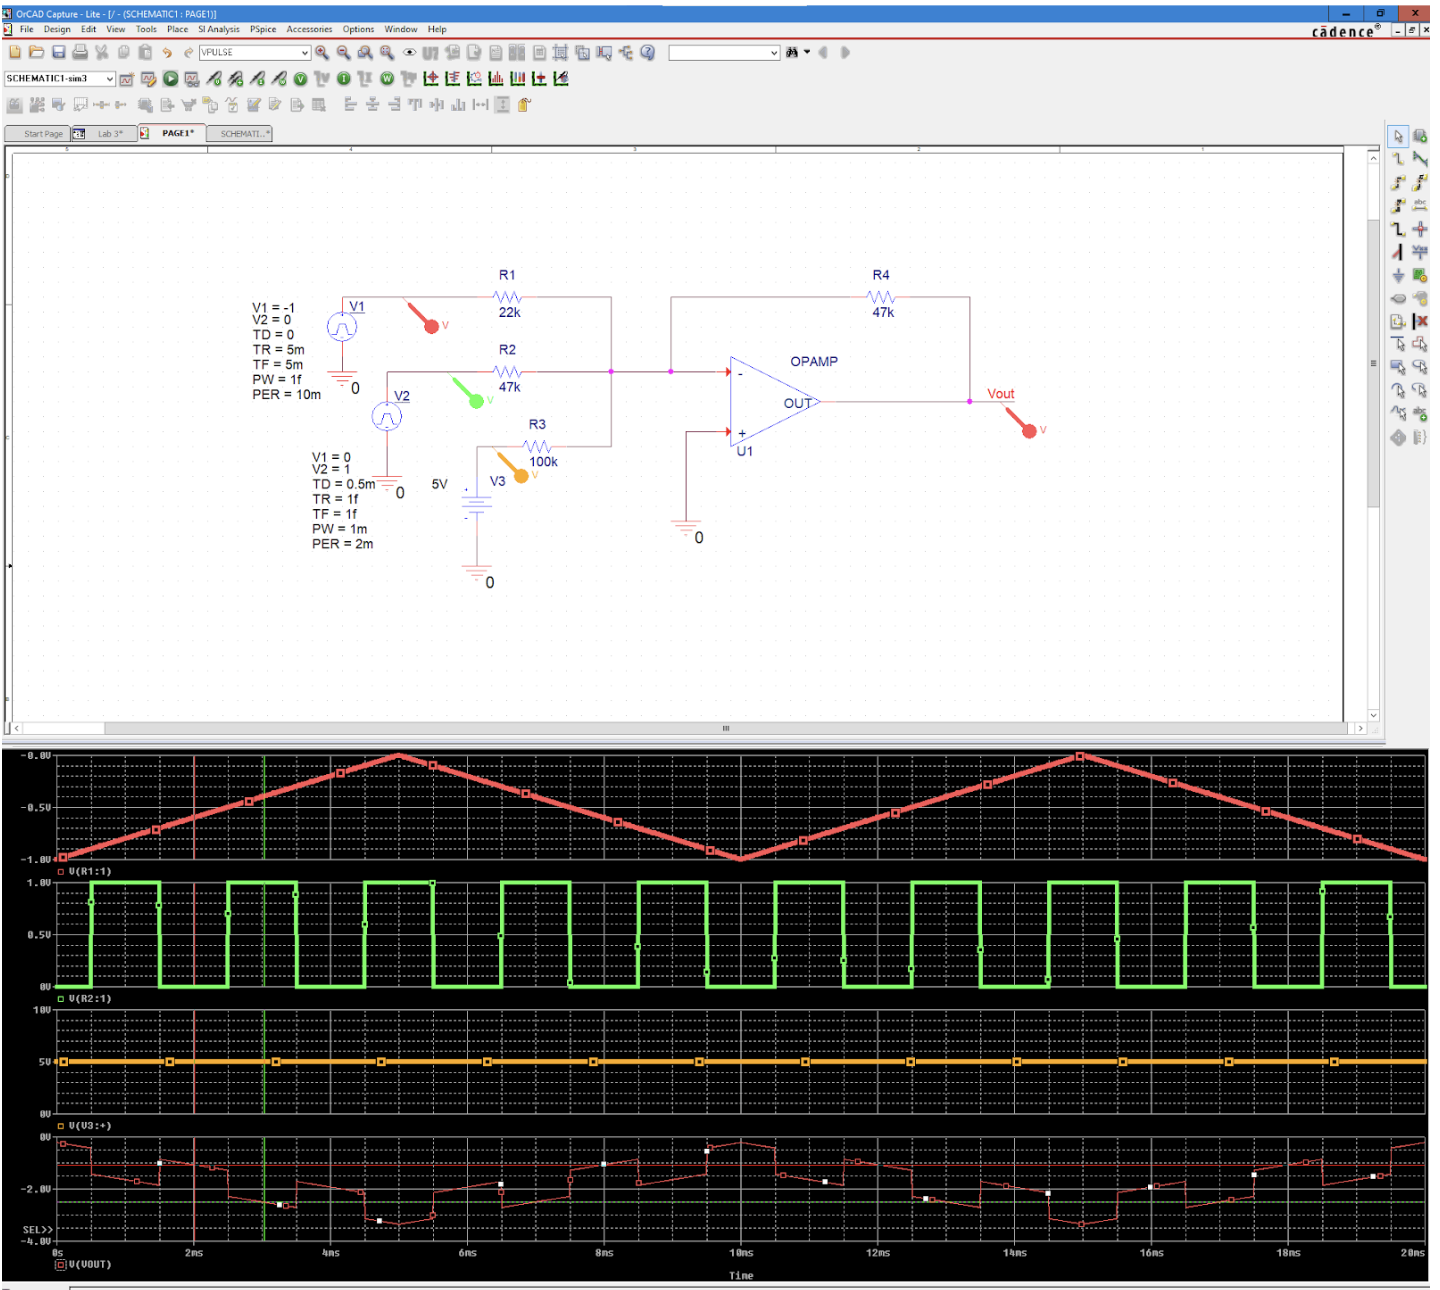 OrCAD Capture - Lite - [/ - (SCHEMATIC1 : PAGE1)]
File Design Edit View Tools Place SI Analysis PSpice Accessories Options Window Help
cādence®
VPULSE
SCHEMATIC1-sim3
Start Page
Lab 3*
PAGE1*
SCHEMATI...*
5 4 3 2 1
R1
22k
R4
47k
V1 = -1
V2 = 0
TD = 0
TR = 5m
TF = 5m
PW = 1f
PER = 10m
V1
V
0
R2
47k
V
V2
0
OPAMP
-
+
OUT
U1
Vout
V
R3
100k
V
V1 = 0
V2 = 1
TD = 0.5m
TR = 1f
TF = 1f
PW = 1m
PER = 2m
5V
V3
0
0
-0.0V
-0.5V
-1.0V
V(R1:1)
1.0V
0.5V
0V
V(R2:1)
10V
5V
0V
V(V3:+)
0V
-2.0V
SEL>>
-4.0V
0s 2ms 4ms 6ms 8ms 10ms 12ms 14ms 16ms 18ms 20ms
V(VOUT)
Time